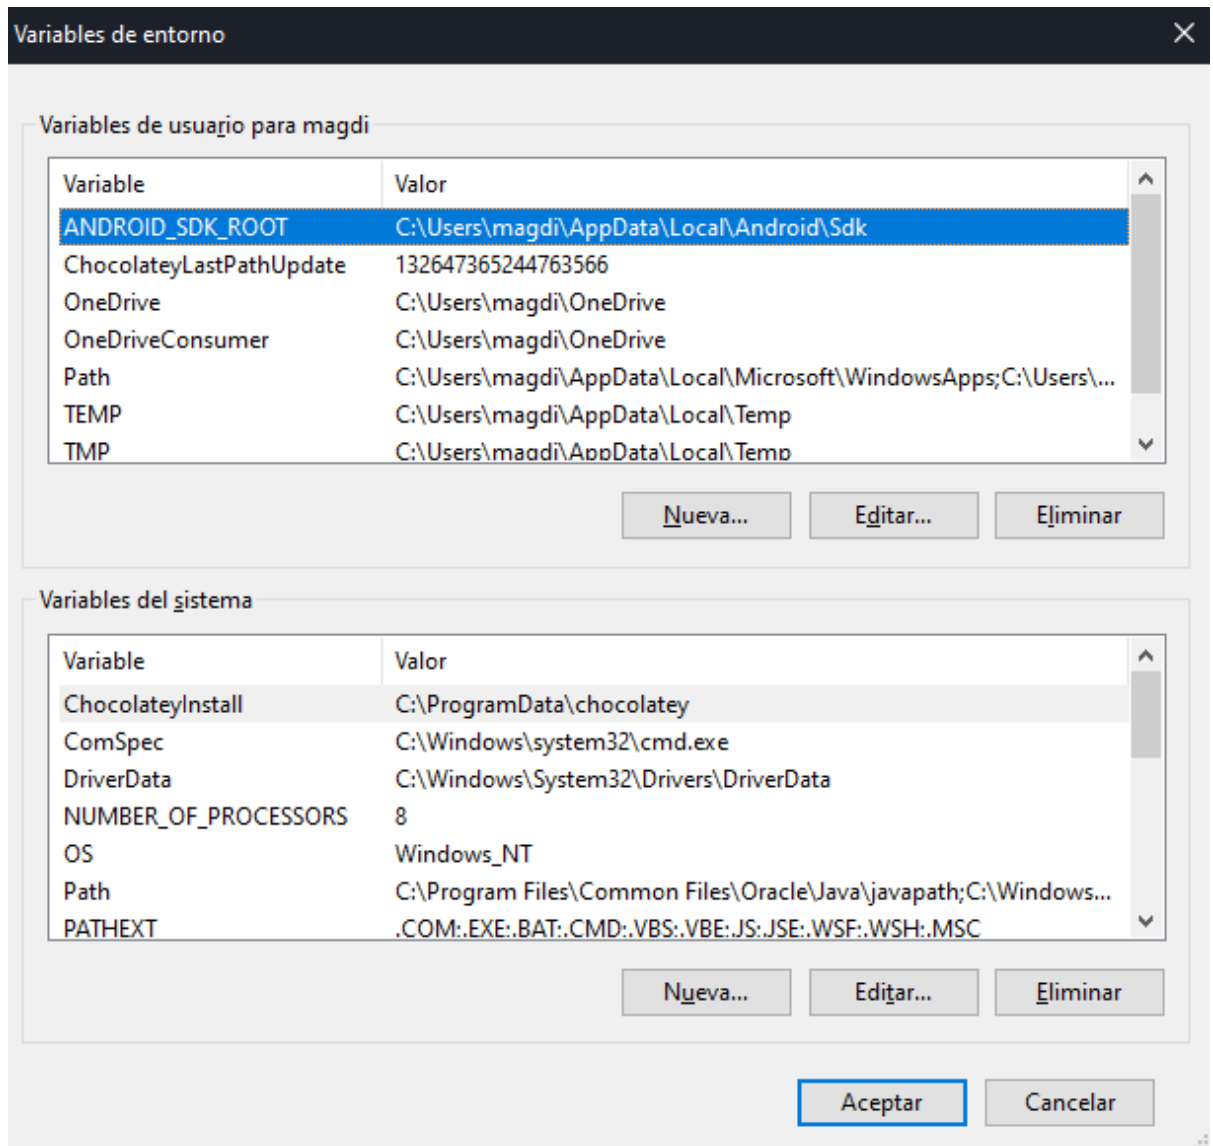 Variables de entorno
Variables de usuario para magdi
Variable Valor
ANDROID_SDK_ROOT C:\Users\magdi\AppData\Local\Android\Sdk
ChocolateyLastPathUpdate 132647365244763566
OneDrive C:\Users\magdi\OneDrive
OneDriveConsumer C:\Users\magdi\OneDrive
Path C:\Users\magdi\AppData\Local\Microsoft\WindowsApps;C:\Users\...
TEMP C:\Users\magdi\AppData\Local\Temp
TMP C:\Users\magdi\AppData\Local\Temp
Nueva... Editar... Eliminar
Variables del sistema
Variable Valor
ChocolateyInstall C:\ProgramData\chocolatey
ComSpec C:\Windows\system32\cmd.exe
DriverData C:\Windows\System32\Drivers\DriverData
NUMBER_OF_PROCESSORS 8
OS Windows_NT
Path C:\Program Files\Common Files\Oracle\Java\javapath;C:\Windows...
PATHEXT .COM;.EXE;.BAT;.CMD;.VBS;.VBE;.JS;.JSE;.WSF;.WSH;.MSC
Nueva... Editar... Eliminar
Aceptar Cancelar